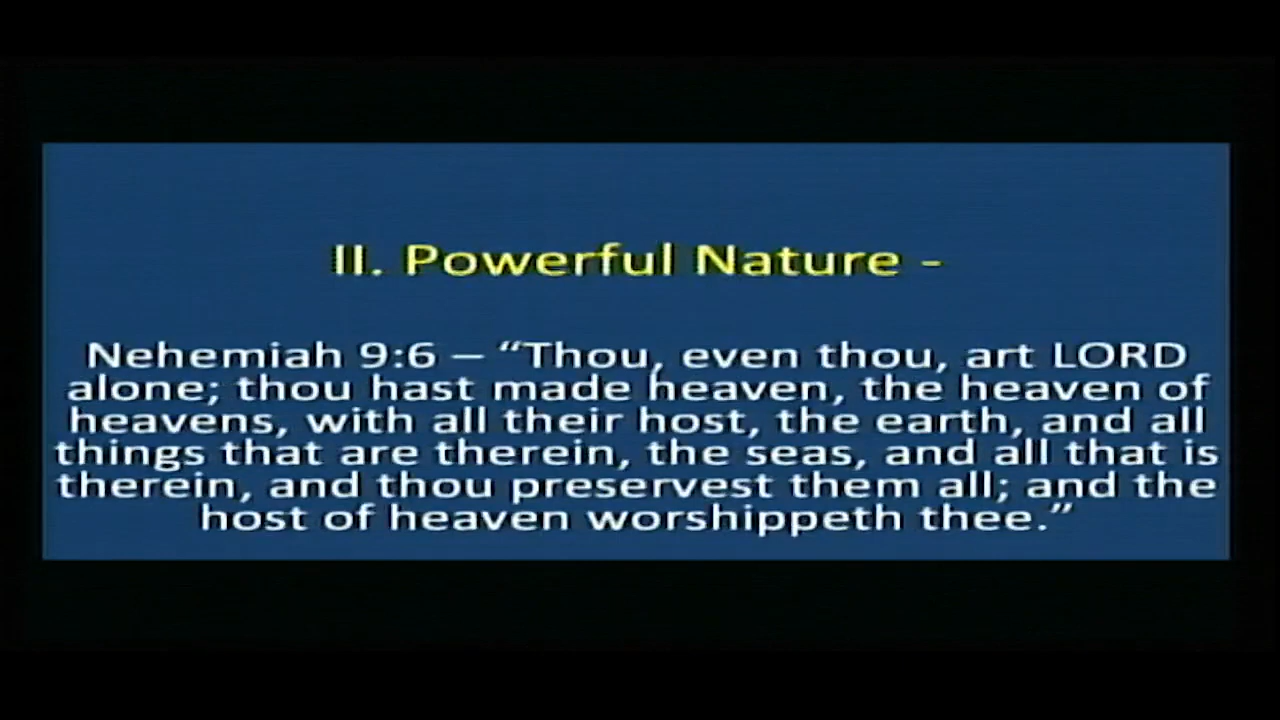 II. Powerful Nature -
Nehemiah 9:6 – “Thou, even thou, art LORD
alone; thou hast made heaven, the heaven of
heavens, with all their host, the earth, and all
things that are therein, the seas, and all that is
therein, and thou preservest them all; and the
host of heaven worshippeth thee.”